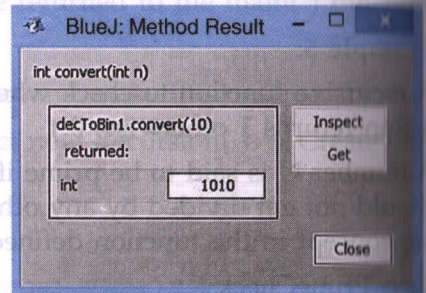 BlueJ: Method Result
int convert(int n)
decToBin1.convert(10)
returned:
int 1010
Inspect
Get
Close